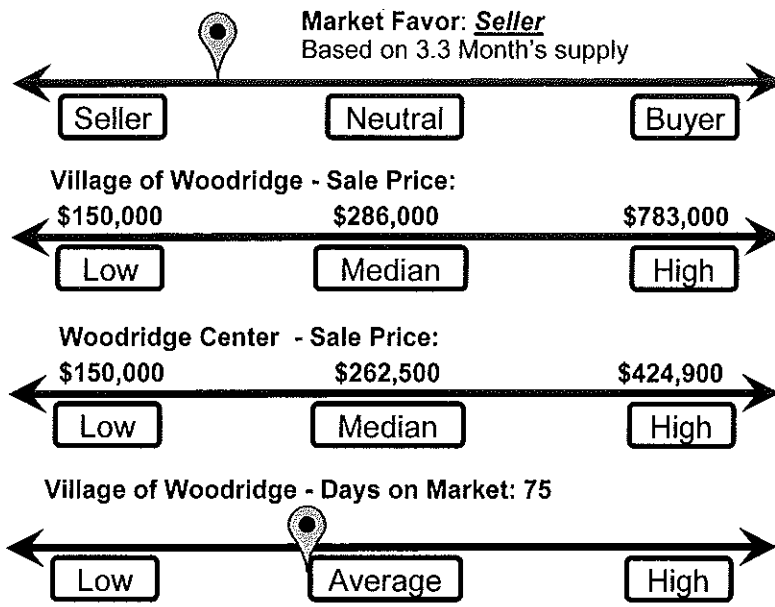 Market Favor: Seller
Based on 3.3 Month's supply
Seller Neutral Buyer
Village of Woodridge - Sale Price:
$150,000 $286,000 $783,000
Low Median High
Woodridge Center - Sale Price:
$150,000 $262,500 $424,900
Low Median High
Village of Woodridge - Days on Market: 75
Low Average High